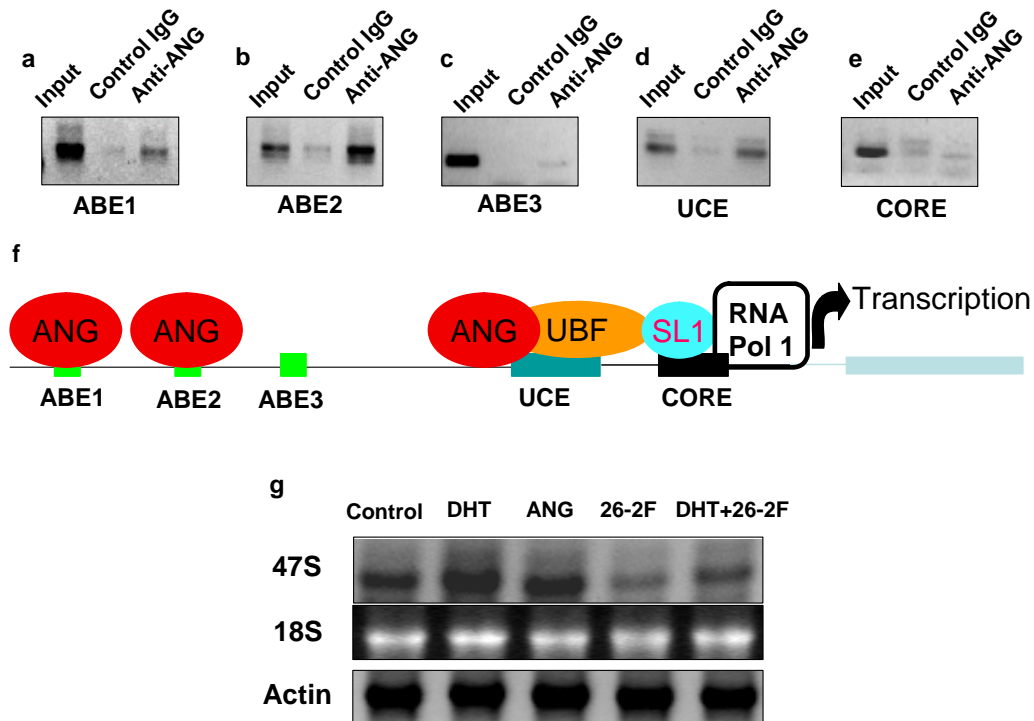 a
Input Control IgG Anti-ANG
ABE1
b
Input Control IgG Anti-ANG
ABE2
c
Input Control IgG Anti-ANG
ABE3
d
Input Control IgG Anti-ANG
UCE
e
Input Control IgG Anti-ANG
CORE
f
ANG ANG ANG UBF SL1 RNA Pol 1 Transcription
ABE1 ABE2 ABE3 UCE CORE
g
Control DHT ANG 26-2F DHT+26-2F
47S
18S
Actin